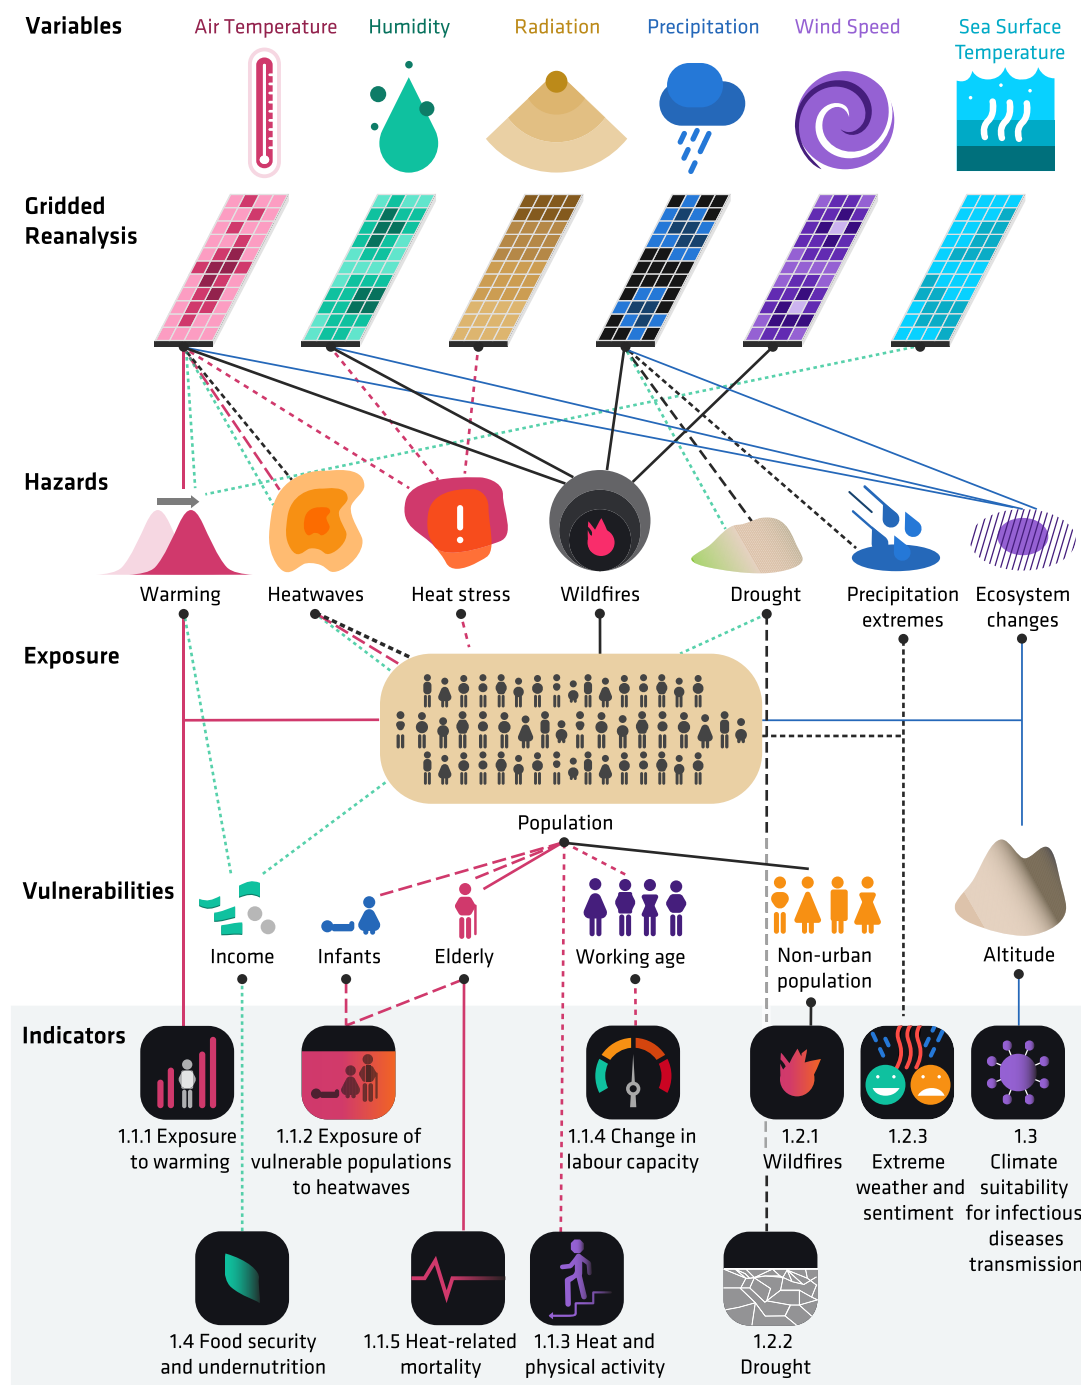 Variables
Air Temperature
Humidity
Radiation
Precipitation
Wind Speed
Sea Surface
Temperature
Gridded
Reanalysis
Hazards
Warming
Heatwaves
Heat stress
Wildfires
Drought
Precipitation
extremes
Ecosystem
changes
Exposure
Population
Vulnerabilities
Income
Infants
Elderly
Working age
Non-urban
population
Altitude
Indicators
1.1.1 Exposure
to warming
1.1.2 Exposure of
vulnerable populations
to heatwaves
1.1.4 Change in
labour capacity
1.2.1
Wildfires
1.2.3
Extreme
weather and
sentiment
1.3
Climate
suitability
for infectious
diseases
transmission
1.4 Food security
and undernutrition
1.1.5 Heat-related
mortality
1.1.3 Heat and
physical activity
1.2.2
Drought